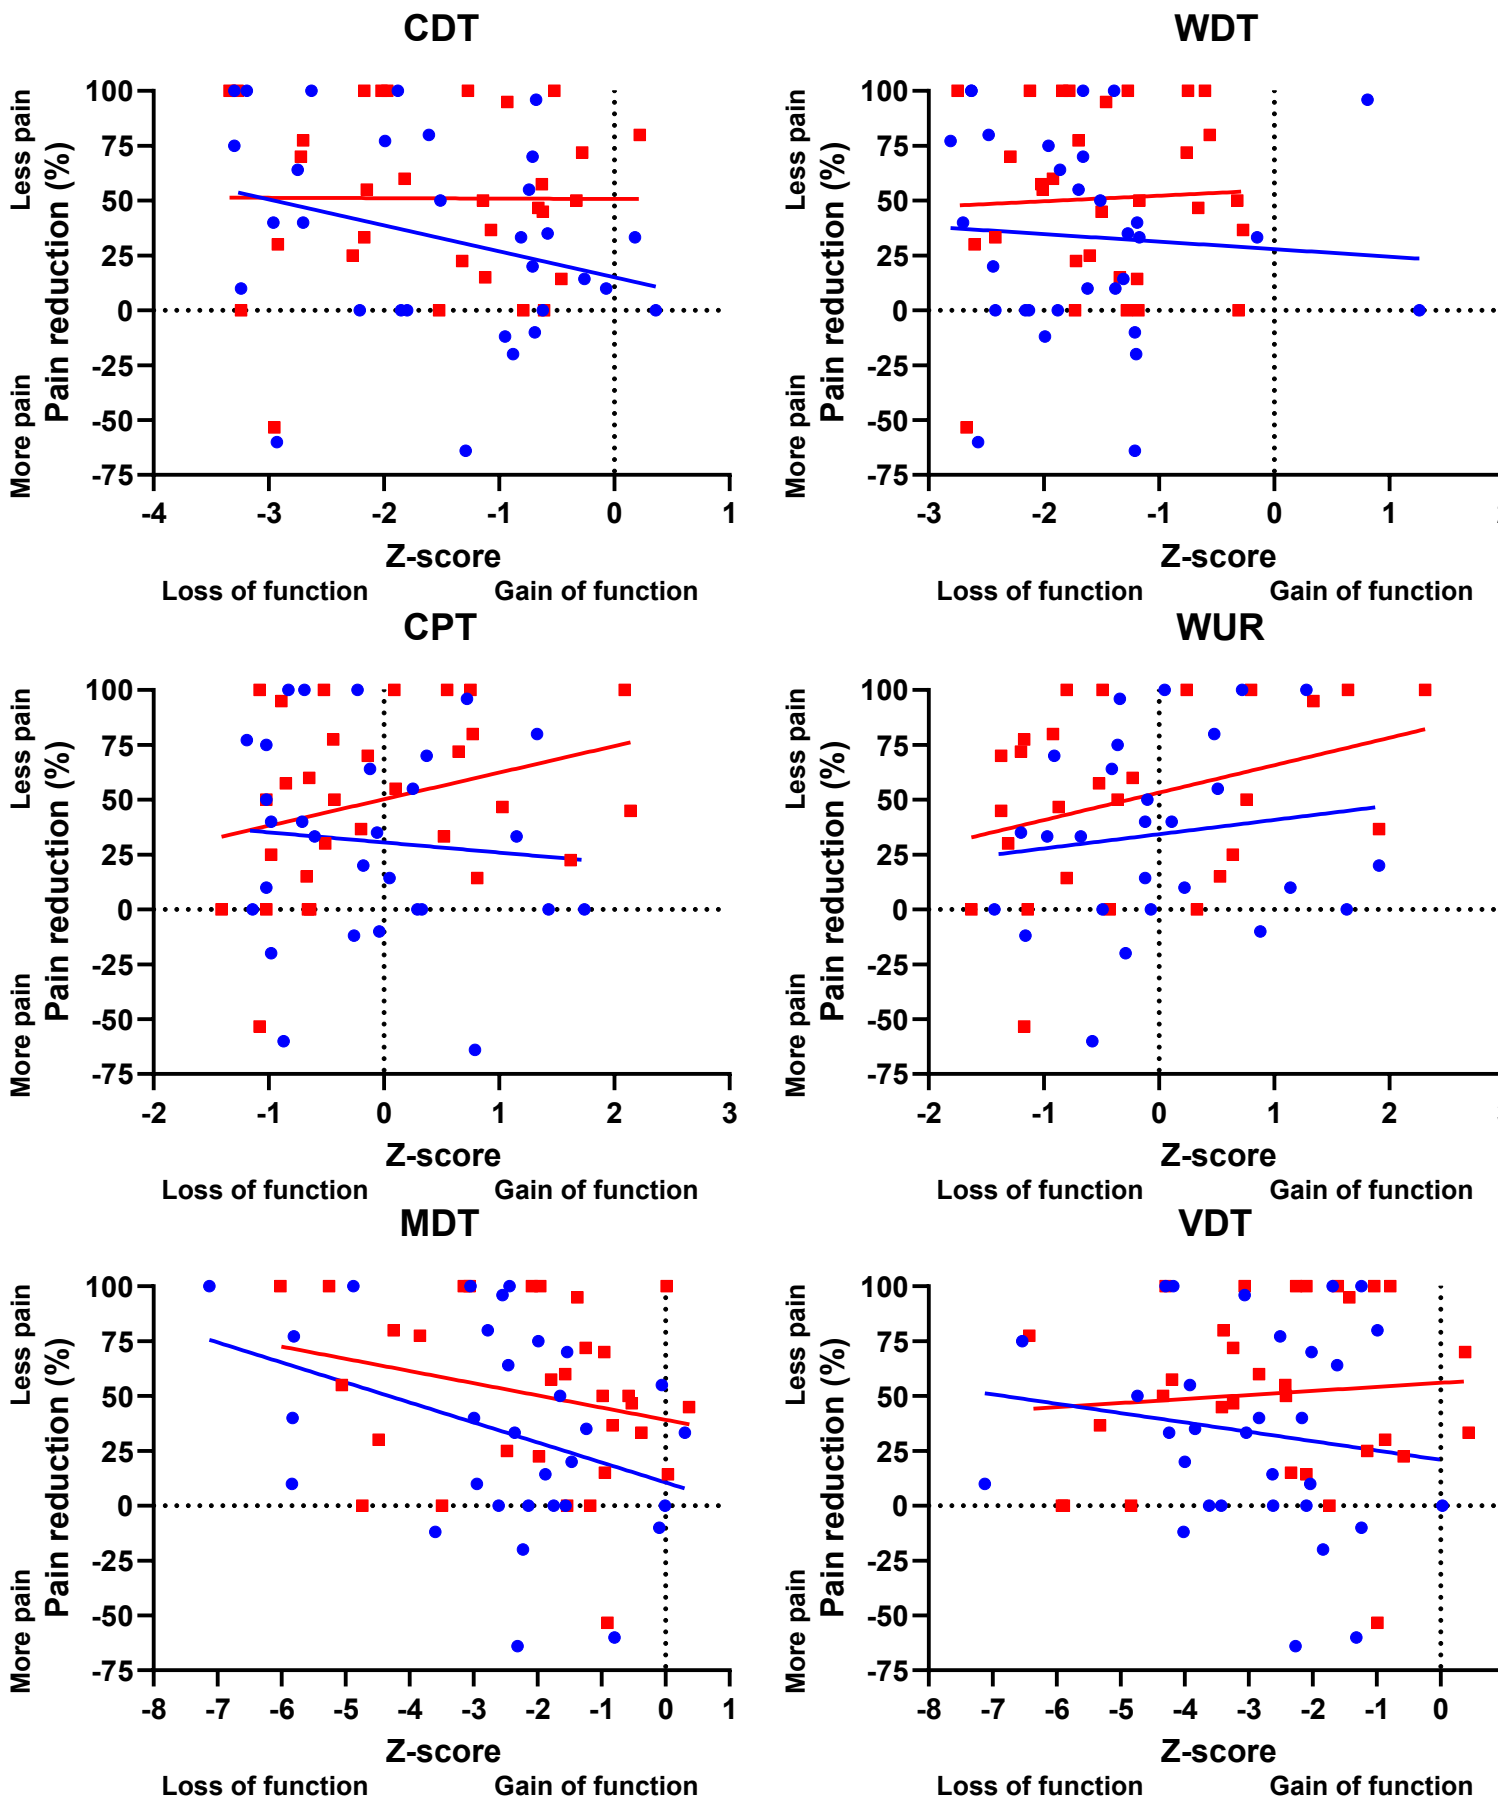 CDT
Less pain
More pain
Pain reduction (%)
100
75
50
25
0
-25
-50
-75
-4 -3 -2 -1 0 1
Z-score
Loss of function Gain of function
WDT
Less pain
More pain
Pain reduction (%)
100
75
50
25
0
-25
-50
-75
-3 -2 -1 0 1
Z-score
Loss of function Gain of function
CPT
Less pain
More pain
Pain reduction (%)
100
75
50
25
0
-25
-50
-75
-2 -1 0 1 2 3
Z-score
Loss of function Gain of function
WUR
Less pain
More pain
Pain reduction (%)
100
75
50
25
0
-25
-50
-75
-2 -1 0 1 2
Z-score
Loss of function Gain of function
MDT
Less pain
More pain
Pain reduction (%)
100
75
50
25
0
-25
-50
-75
-8 -7 -6 -5 -4 -3 -2 -1 0 1
Z-score
Loss of function Gain of function
VDT
Less pain
More pain
Pain reduction (%)
100
75
50
25
0
-25
-50
-75
-8 -7 -6 -5 -4 -3 -2 -1 0
Z-score
Loss of function Gain of function